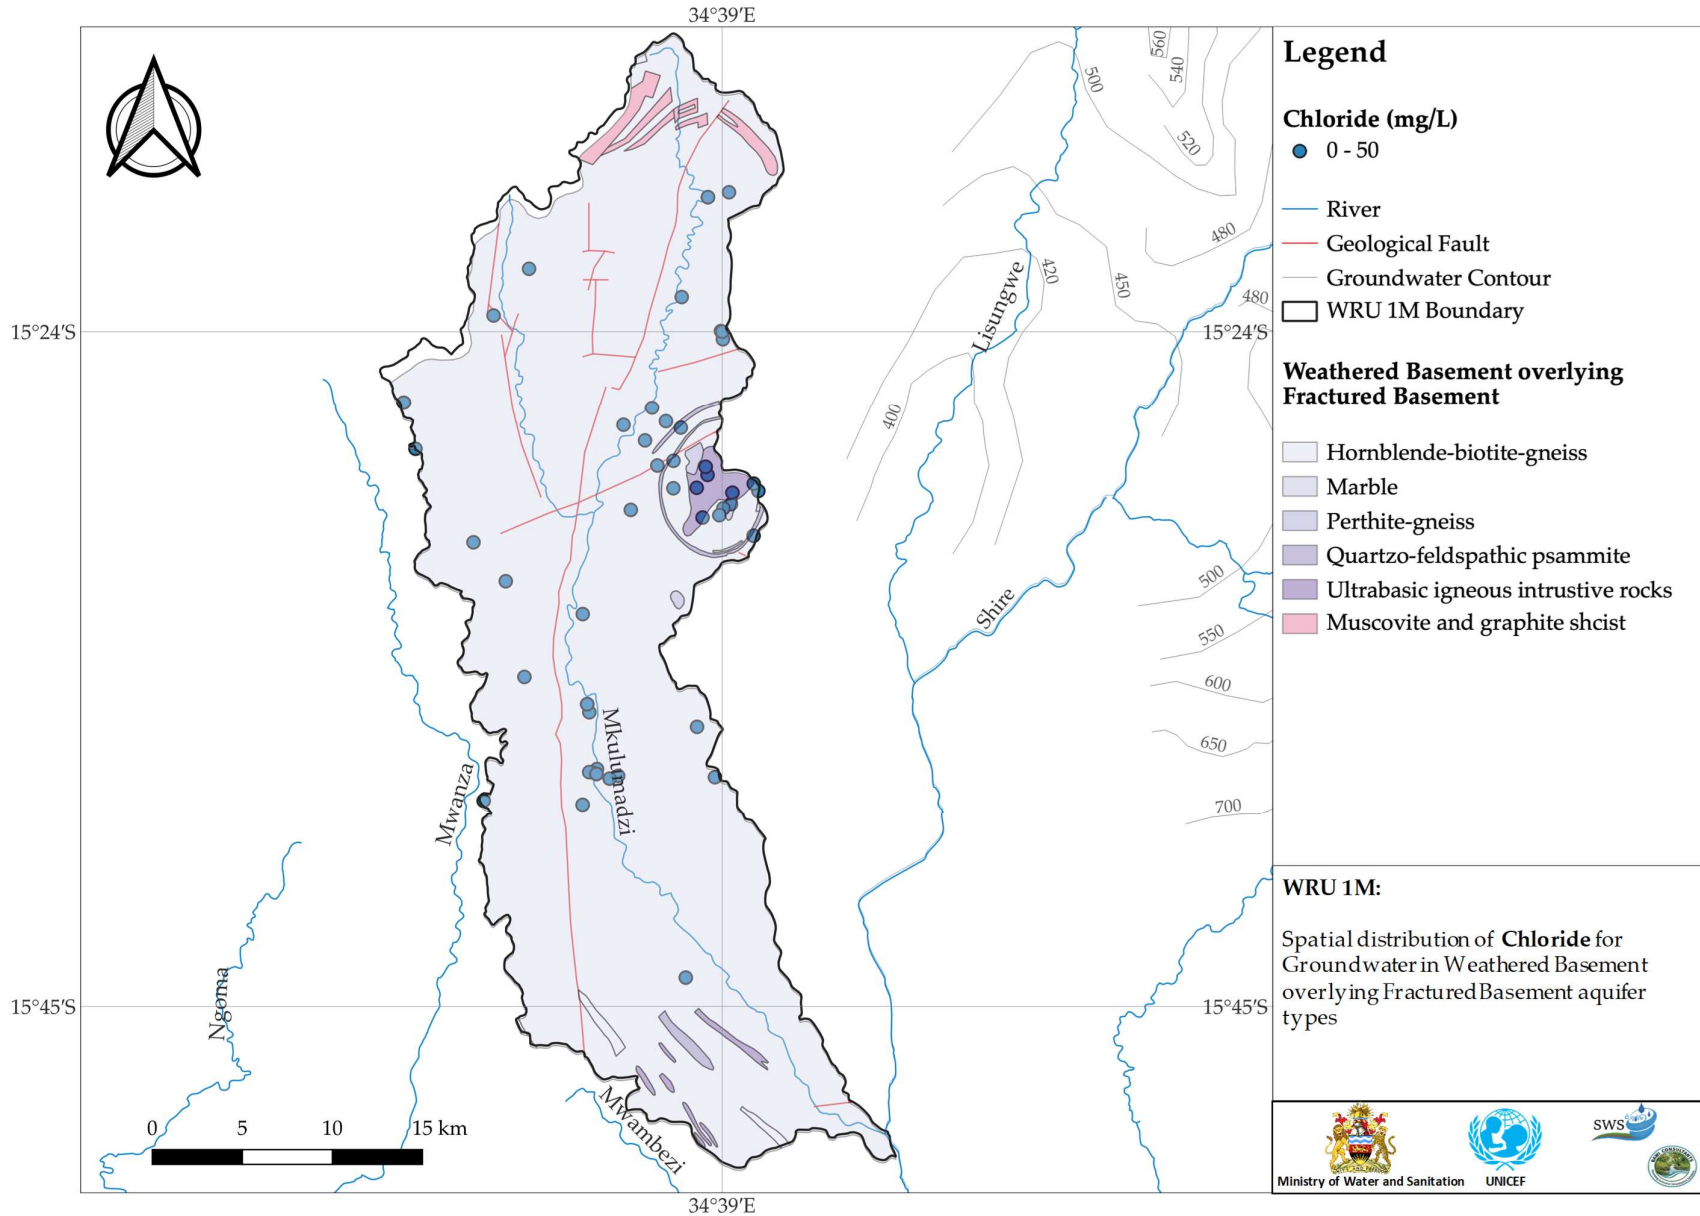 34°39'E
560
540
500
520
480
420
450
480
Lisungwe
15°24'S
15°24'S
400
Shire
500
550
600
650
700
Mkulumadzi
Mwanza
Ngoma
15°45'S
15°45'S
Mwambezi
0 5 10 15 km
34°39'E
Legend
Chloride (mg/L)
0 - 50
River
Geological Fault
Groundwater Contour
WRU 1M Boundary
Weathered Basement overlying
Fractured Basement
Hornblende-biotite-gneiss
Marble
Perthite-gneiss
Quartzo-feldspathic psammite
Ultrabasic igneous intrustive rocks
Muscovite and graphite shcist
WRU 1M:
Spatial distribution of Chloride for
Groundwater in Weathered Basement
overlying Fractured Basement aquifer
types
Ministry of Water and Sanitation
UNICEF
SWS